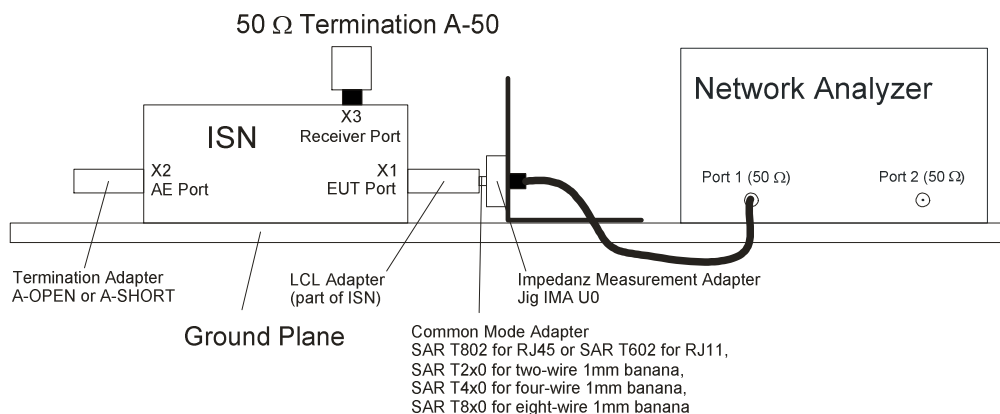 50 Ω Termination A-50
Network Analyzer
X3
Receiver Port
ISN
X2
AE Port
X1
EUT Port
Port 1 (50 Ω)
Port 2 (50 Ω)
Termination Adapter
A-OPEN or A-SHORT
LCL Adapter
(part of ISN)
Impedanz Measurement Adapter
Jig IMA U0
Ground Plane
Common Mode Adapter
SAR T802 for RJ45 or SAR T602 for RJ11,
SAR T2x0 for two-wire 1mm banana,
SAR T4x0 for four-wire 1mm banana,
SAR T8x0 for eight-wire 1mm banana